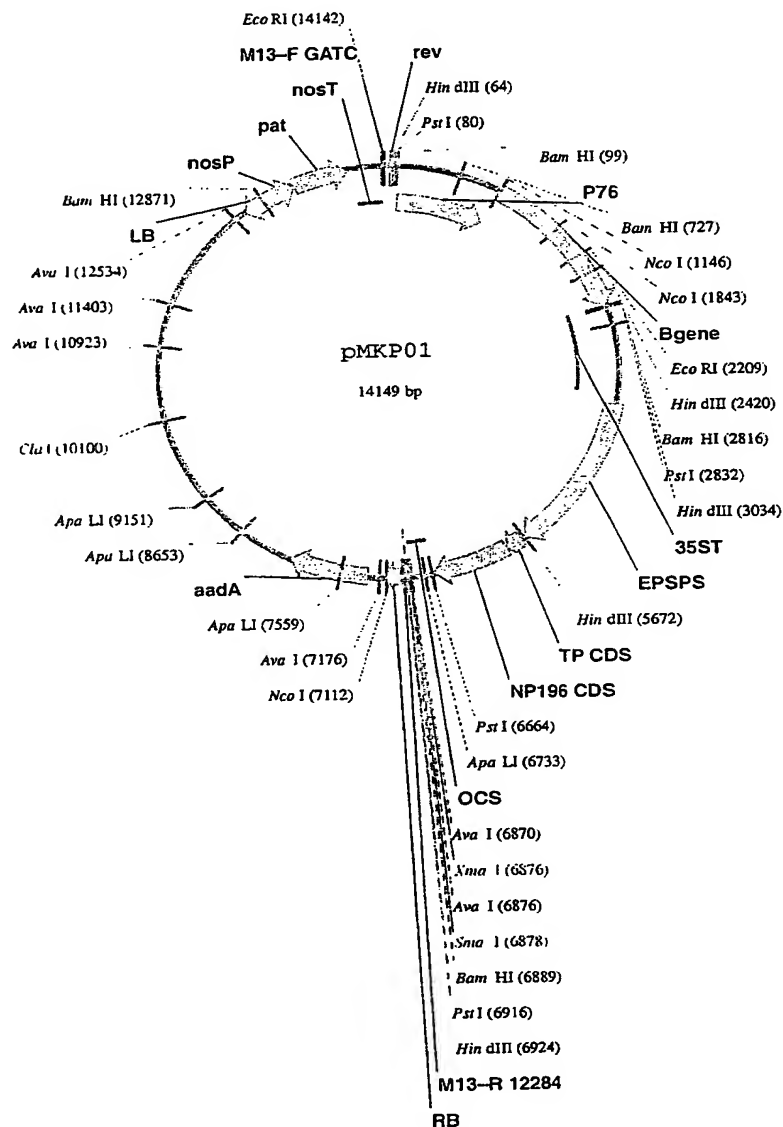 Eco RI (14142)
M13–F GATC
rev
nosT
Hin dIII (64)
Pst I (80)
pat
nosP
Bam HI (99)
P76
Bam HI (12871)
LB
Bam HI (727)
Nco I (1146)
Ava I (12534)
Nco I (1843)
Ava I (11403)
Bgene
Ava I (10923)
pMKP01
14149 bp
Eco RI (2209)
Hin dIII (2420)
Bam HI (2816)
Cla I (10100)
Pst I (2832)
Hin dIII (3034)
Apa LI (9151)
35ST
Apa LI (8653)
EPSPS
aadA
Hin dIII (5672)
Apa LI (7559)
TP CDS
Ava I (7176)
NP196 CDS
Nco I (7112)
Pst I (6664)
Apa LI (6733)
OCS
Ava I (6870)
Xma I (6876)
Ava I (6876)
Sma I (6878)
Bam HI (6889)
Pst I (6916)
Hin dIII (6924)
M13–R 12284
RB